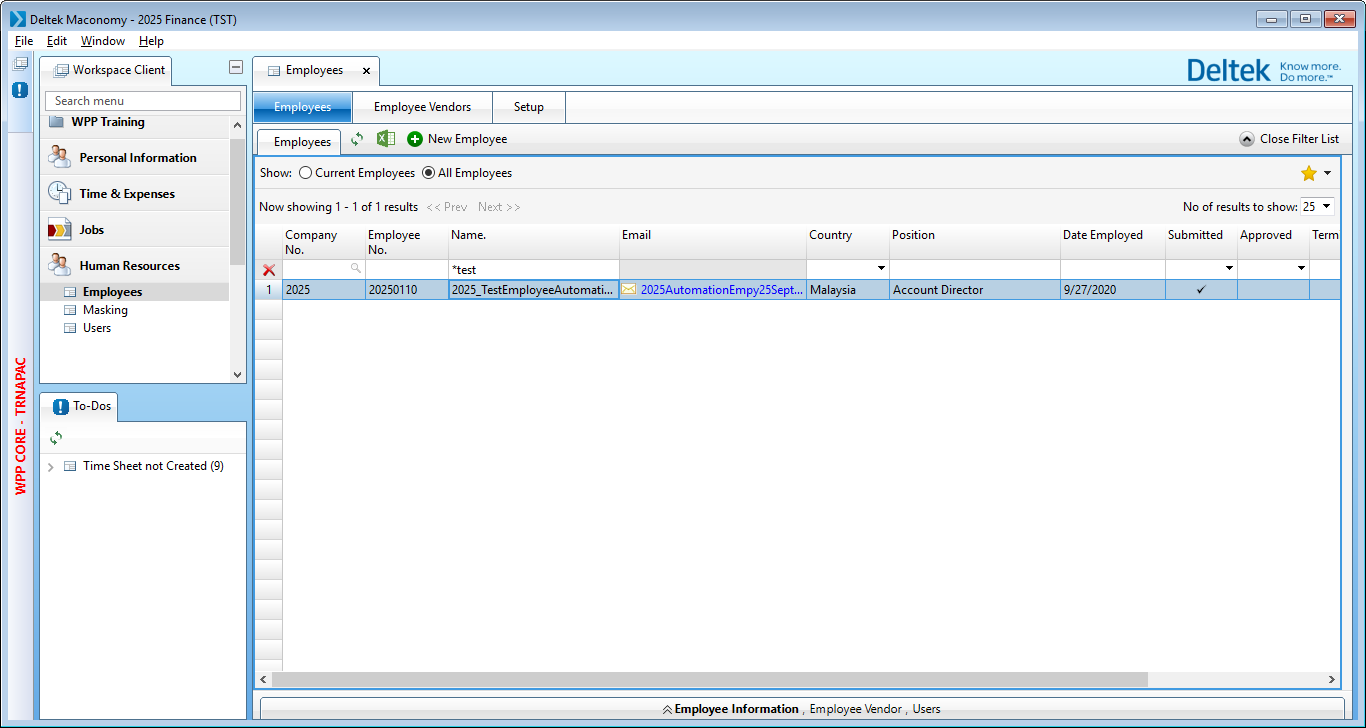 Deltek Maconomy - 2025 Finance (TST)
File Edit Window Help
Workspace Client
Search menu
WPP Training
Personal Information
Time & Expenses
Jobs
Human Resources
Employees
Masking
Users
WPP CORE - TRNAPAC
To-Dos
Time Sheet not Created (9)
Employees
Deltek Know more. Do more.™
Employees Employee Vendors Setup
Employees New Employee Close Filter List
Show: Current Employees All Employees
Now showing 1 - 1 of 1 results << Prev Next >> No of results to show: 25
Company No. Employee No. Name. Email Country Position Date Employed Submitted Approved Term
*test
1 2025 20250110 2025_TestEmployeeAutomati... 2025AutomationEmpy25Sept... Malaysia Account Director 9/27/2020 ✓
Employee Information , Employee Vendor , Users